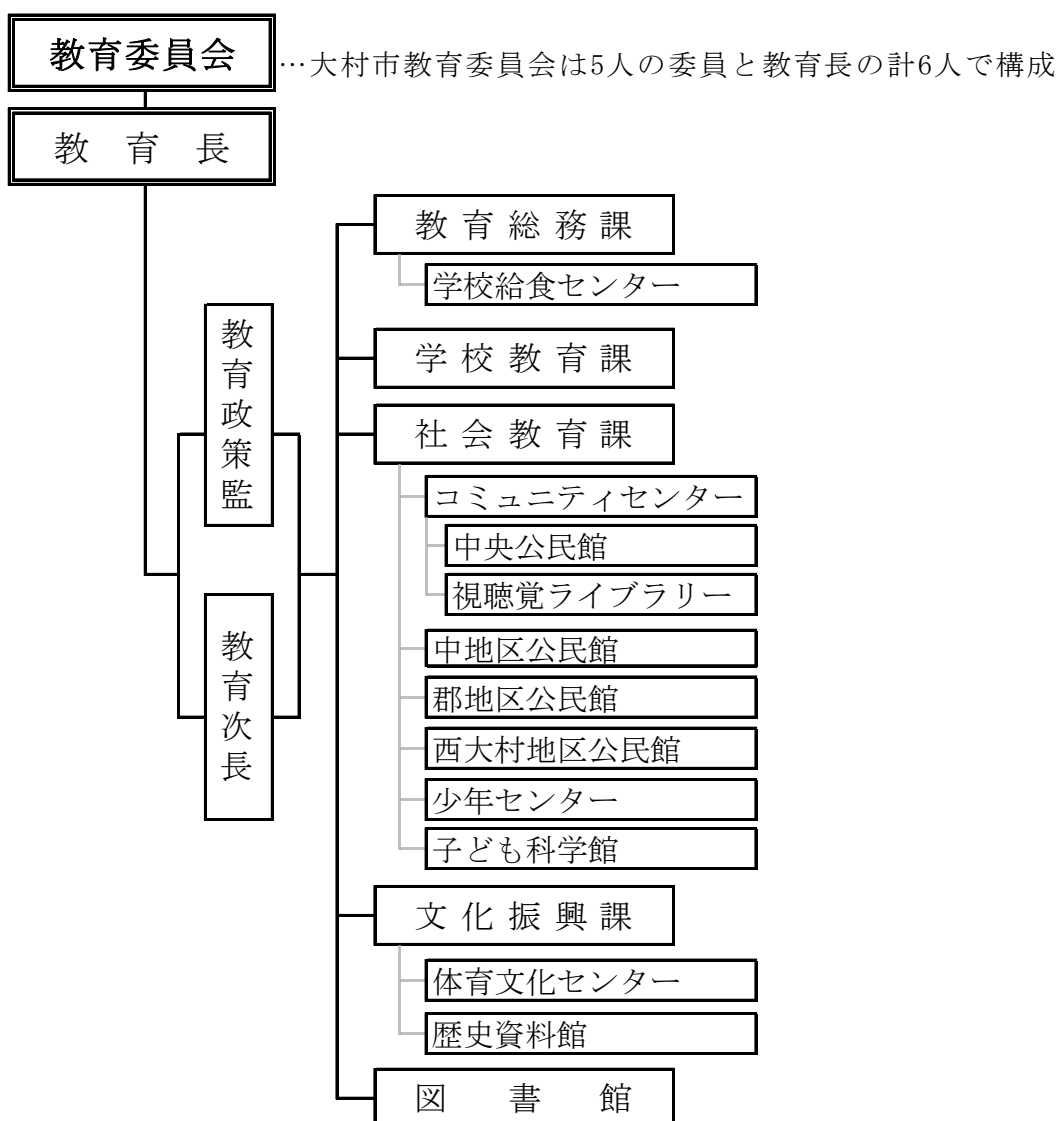 教育委員会 …大村市教育委員会は5人の委員と教育長の計6人で構成
教育長
教育総務課
学校給食センター
教育政策監
学校教育課
社会教育課
コミュニティセンター
中央公民館
視聴覚ライブラリー
教育次長
中地区公民館
郡地区公民館
西大村地区公民館
少年センター
子ども科学館
文化振興課
体育文化センター
歴史資料館
図書館